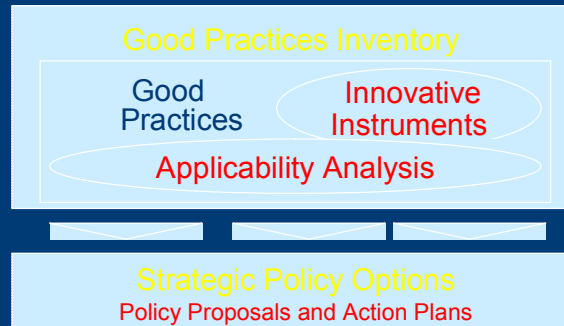 Good Practices Inventory
Good
Practices
Innovative
Instruments
Applicability Analysis
Strategic Policy Options
Policy Proposals and Action Plans